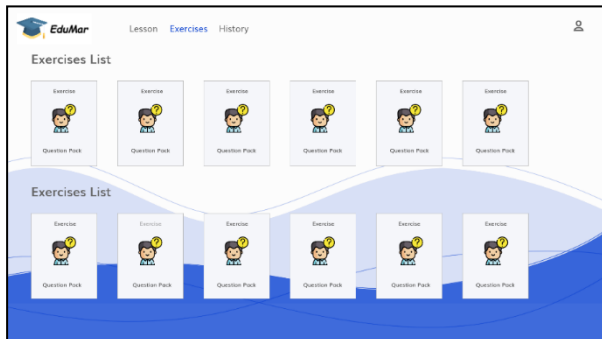 EduMar Lesson Exercises History
Exercises List
Exercise Exercise Exercise Exercise Exercise Exercise
? ? ? ? ? ?
Question Pack Question Pack Question Pack Question Pack Question Pack Question Pack
Exercises List
Exercise Exercise Exercise Exercise Exercise Exercise
? ? ? ? ? ?
Question Pack Question Pack Question Pack Question Pack Question Pack Question Pack